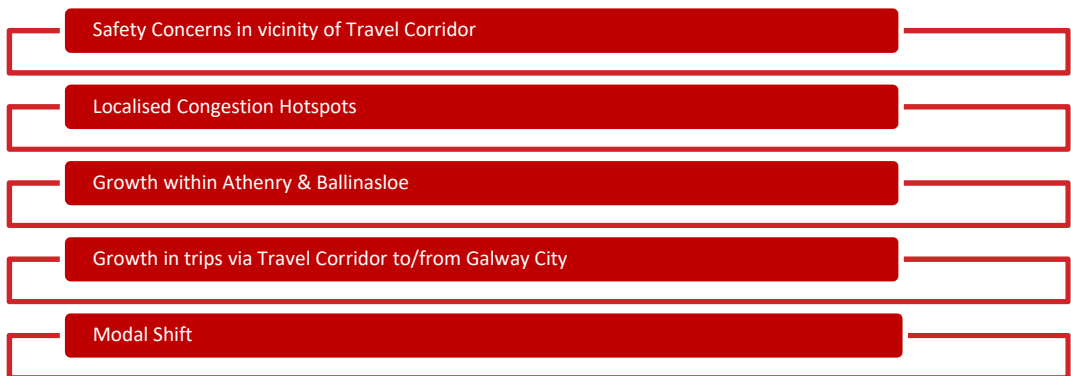 Safety Concerns in vicinity of Travel Corridor
Localised Congestion Hotspots
Growth within Athenry & Ballinasloe
Growth in trips via Travel Corridor to/from Galway City
Modal Shift